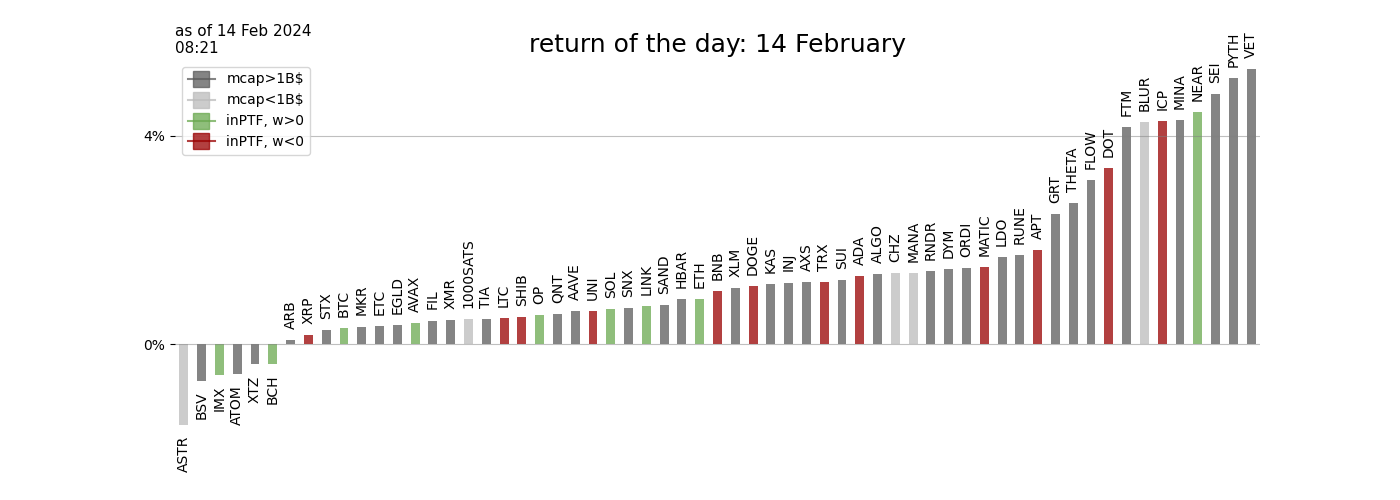 as of 14 Feb 2024
08:21
return of the day: 14 February
mcap>1B$
mcap<1B$
inPTF, w>0
inPTF, w<0
4%
0%
ASTR
BSV
IMX
ATOM
XTZ
BCH
ARB
XRP
STX
BTC
MKR
ETC
EGLD
AVAX
FIL
XMR
1000SATS
TIA
LTC
SHIB
OP
QNT
AAVE
UNI
SOL
SNX
LINK
SAND
HBAR
ETH
BNB
XLM
DOGE
KAS
INJ
AXS
TRX
SUI
ADA
ALGO
CHZ
MANA
RNDR
DYM
ORDI
MATIC
LDO
RUNE
APT
GRT
THETA
FLOW
DOT
FTM
BLUR
ICP
MINA
NEAR
SEI
PYTH
VET